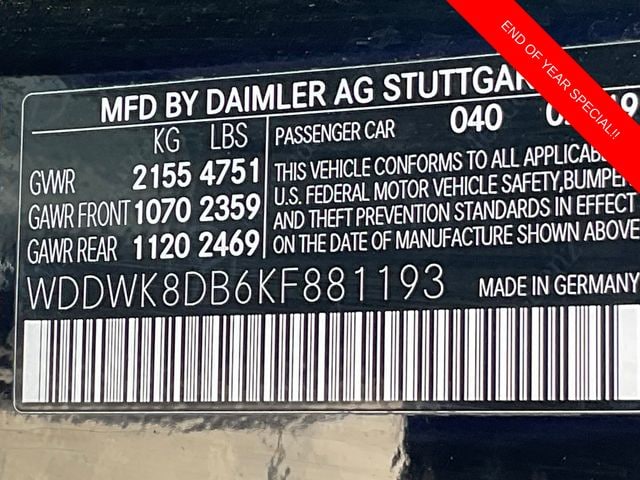 END OF YEAR SPECIAL!!
MFD BY DAIMLER AG
KG LBS
GVWR 2155 4751
GAWR FRONT 1070 2359
GAWR REAR 1120 2469
PASSENGER CAR 040
THIS VEHICLE CONFORMS TO ALL
U.S. FEDERAL MOTOR VEHICLE SAFETY,
AND THEFT PREVENTION STANDARDS IN EFFECT
ON THE DATE OF MANUFACTURE SHOWN ABOVE
WDDWK8DB6KF881193 MADE IN GERMANY